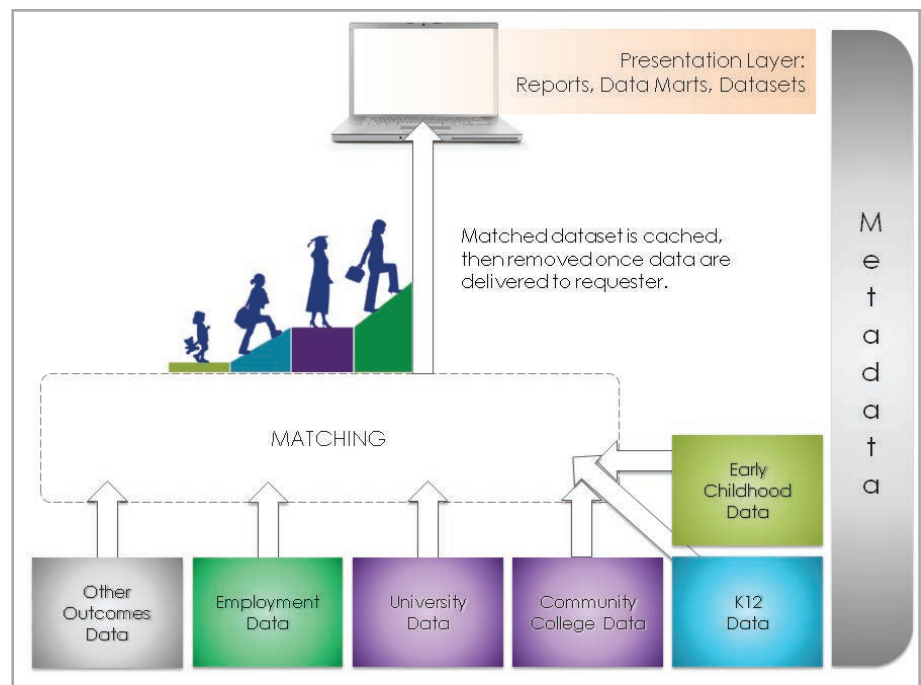 Presentation Layer:
Reports, Data Marts, Datasets
Matched dataset is cached,
then removed once data are
delivered to requester.
Metadata
MATCHING
Early
Childhood
Data
Other
Outcomes
Data
Employment
Data
University
Data
Community
College Data
K12
Data